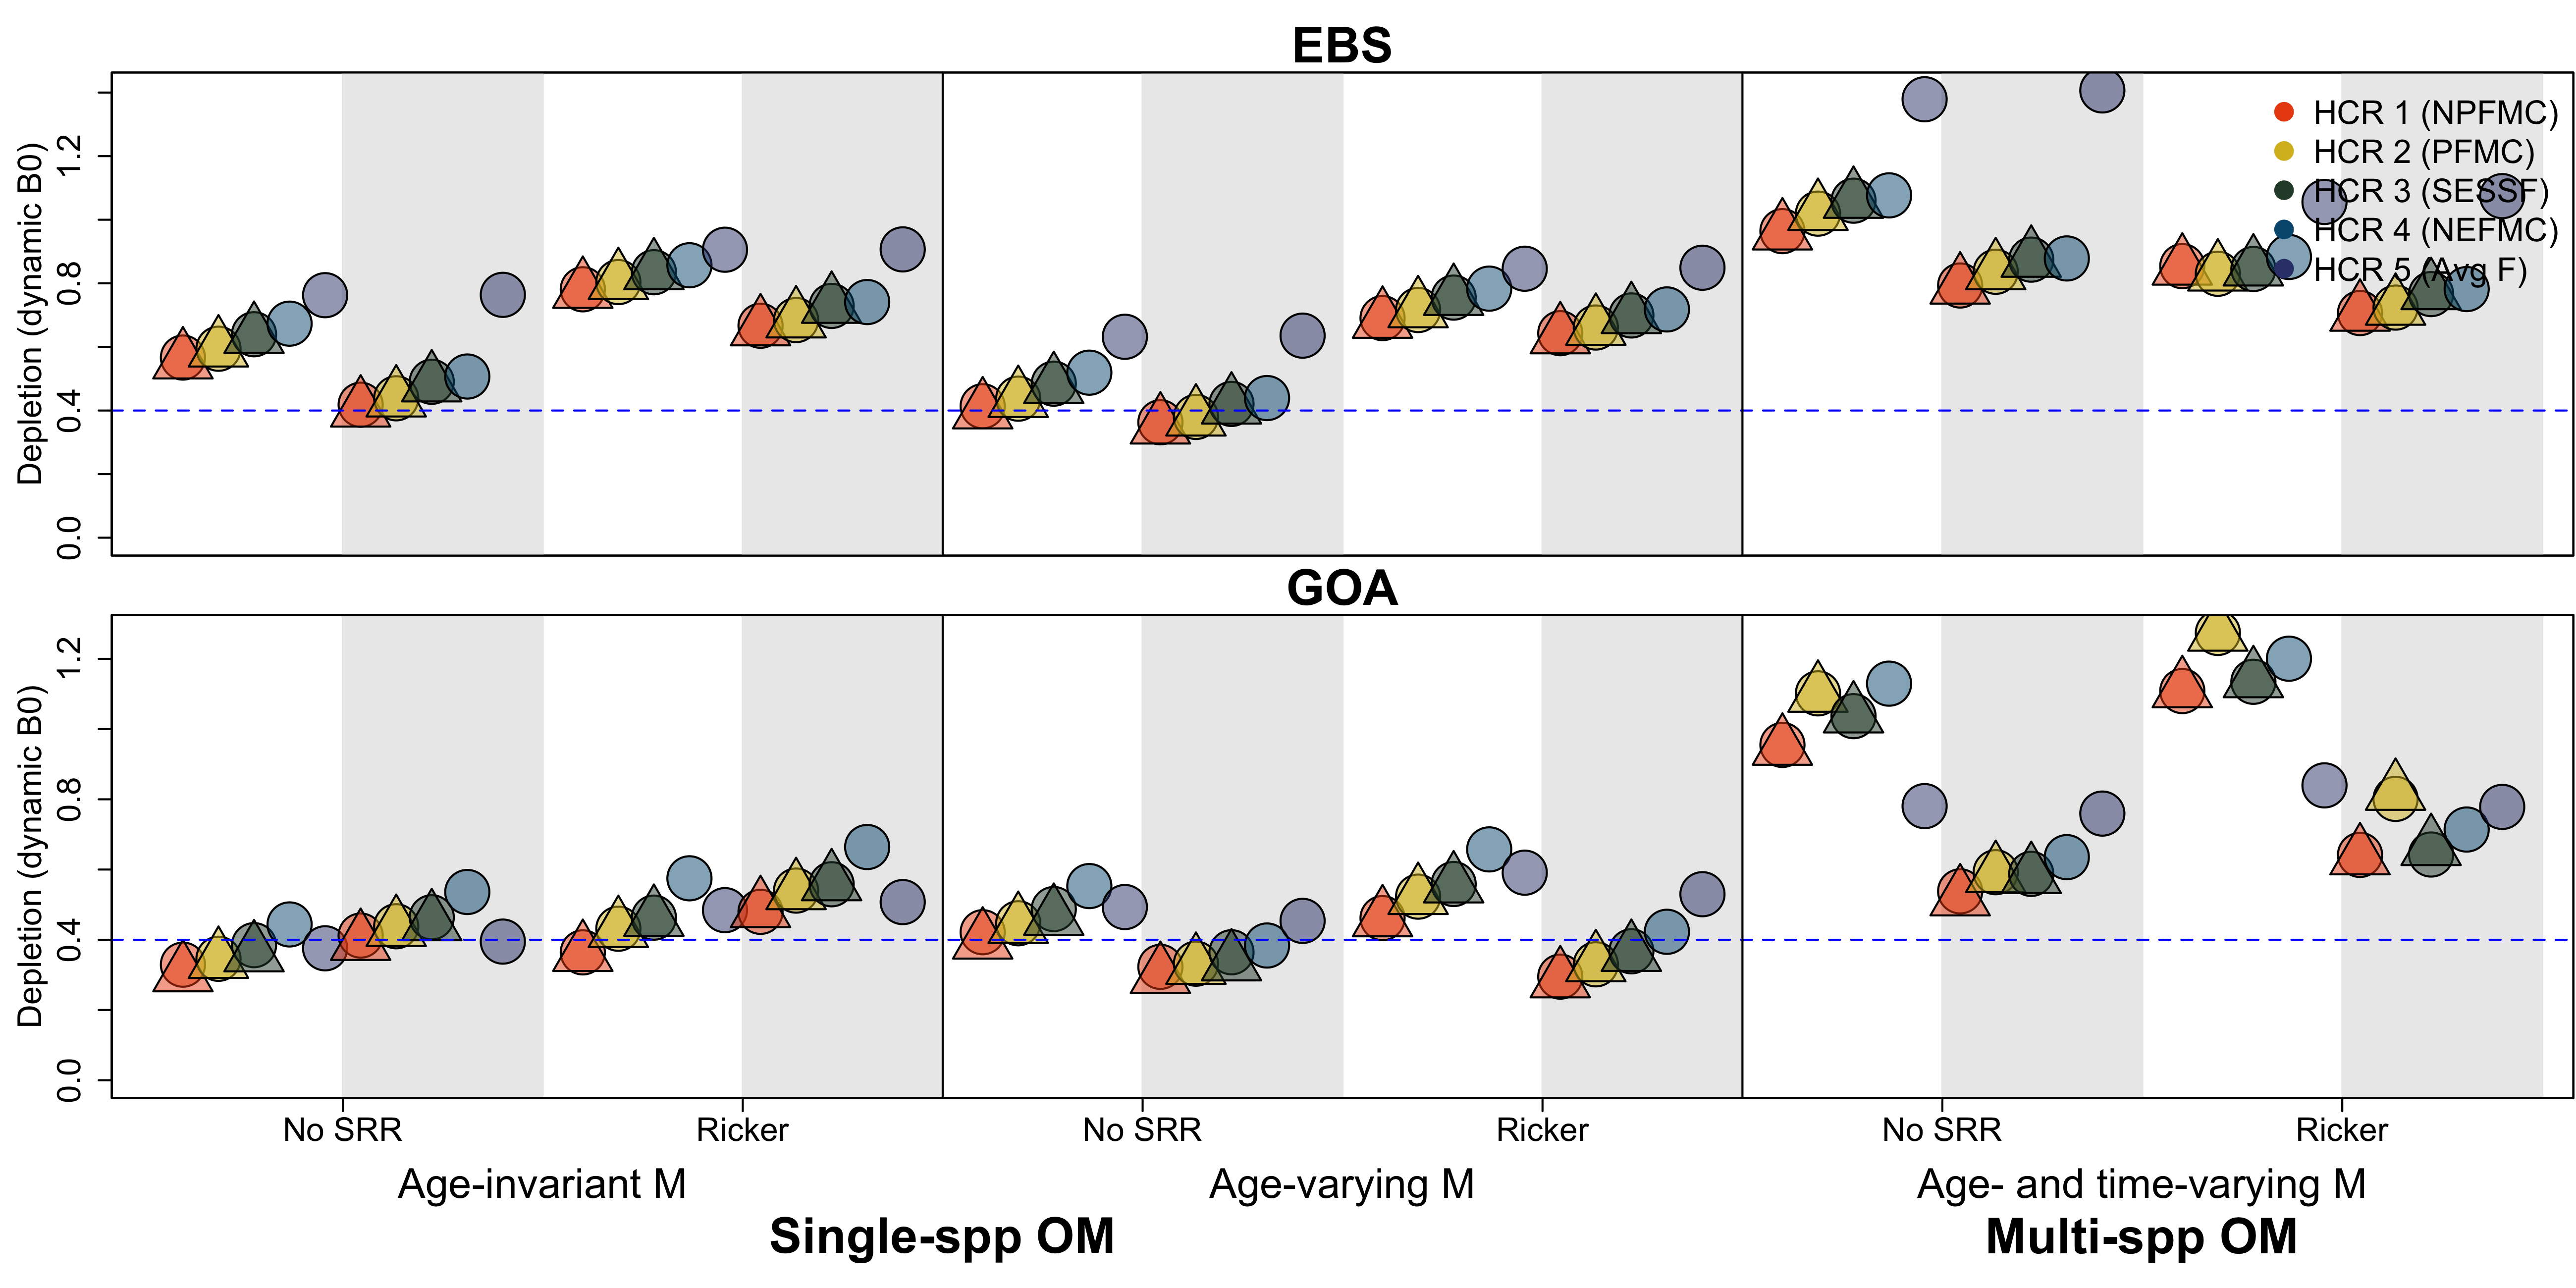 EBS
Depletion (dynamic B0)
1.2
0.8
0.4
0.0
HCR 1 (NPFMC)
HCR 2 (PFMC)
HCR 3 (SESSF)
HCR 4 (NEFMC)
HCR 5 (Avg F)
GOA
Depletion (dynamic B0)
1.2
0.8
0.4
0.0
No SRR Ricker No SRR Ricker No SRR Ricker
Age-invariant M Age-varying M Age- and time-varying M
Single-spp OM Multi-spp OM